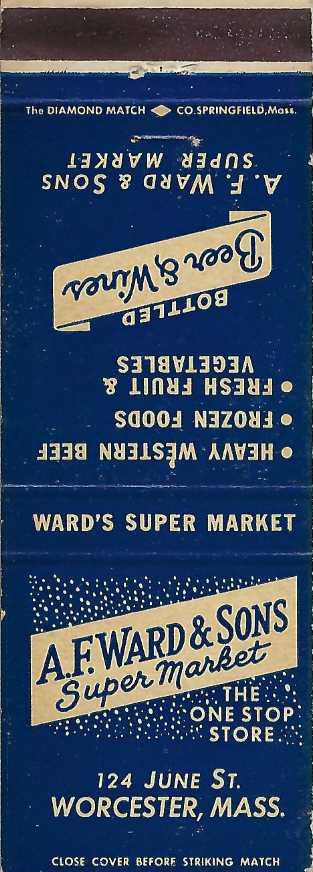 The DIAMOND MATCH CO. SPRINGFIELD, Mass.
• HEAVY WESTERN BEEF
• FROZEN FOODS
• FRESH FRUIT &
VEGETABLES
BOTTLED
Beer & Wines
A. F. WARD & SONS
SUPER MARKET
WARD'S SUPER MARKET
A.F. WARD & SONS
Super Market
THE
ONE STOP
STORE
124 JUNE ST.
WORCESTER, MASS.
CLOSE COVER BEFORE STRIKING MATCH